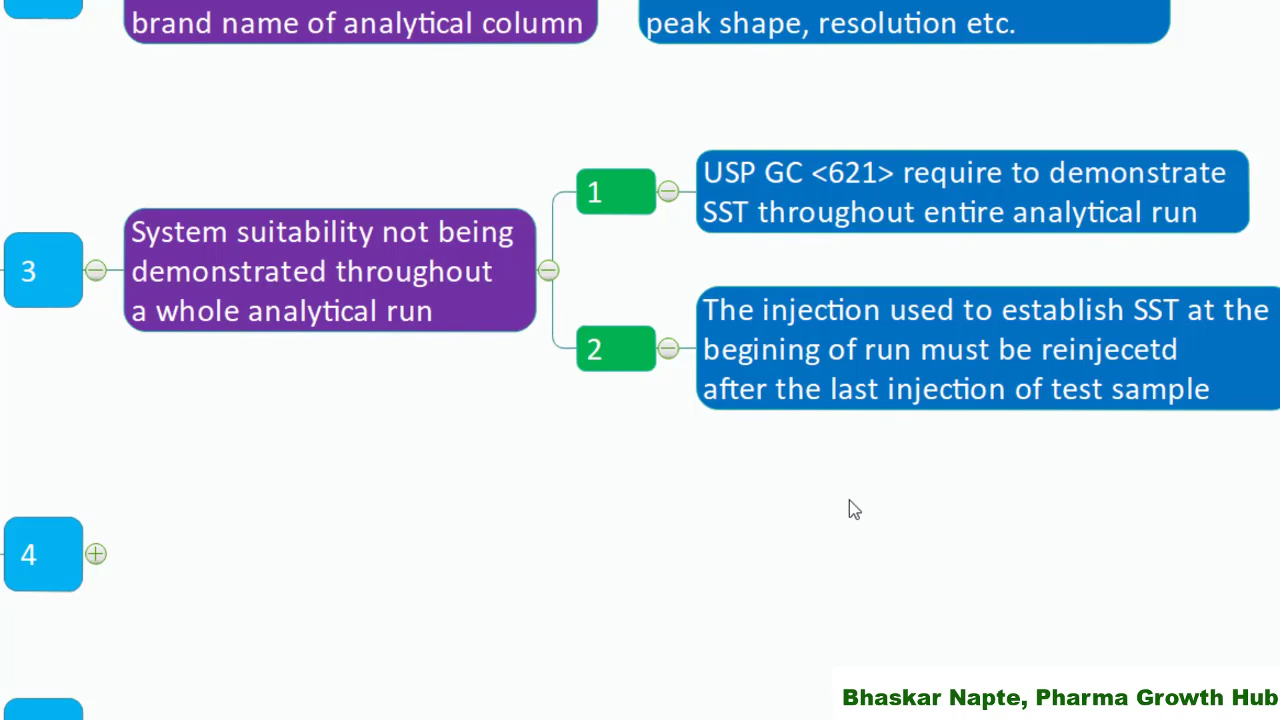 brand name of analytical column
peak shape, resolution etc.
3
System suitability not being
demonstrated throughout
a whole analytical run
1
USP GC <621> require to demonstrate
SST throughout entire analytical run
2
The injection used to establish SST at the
begining of run must be reinjecetd
after the last injection of test sample
4
Bhaskar Napte, Pharma Growth Hub